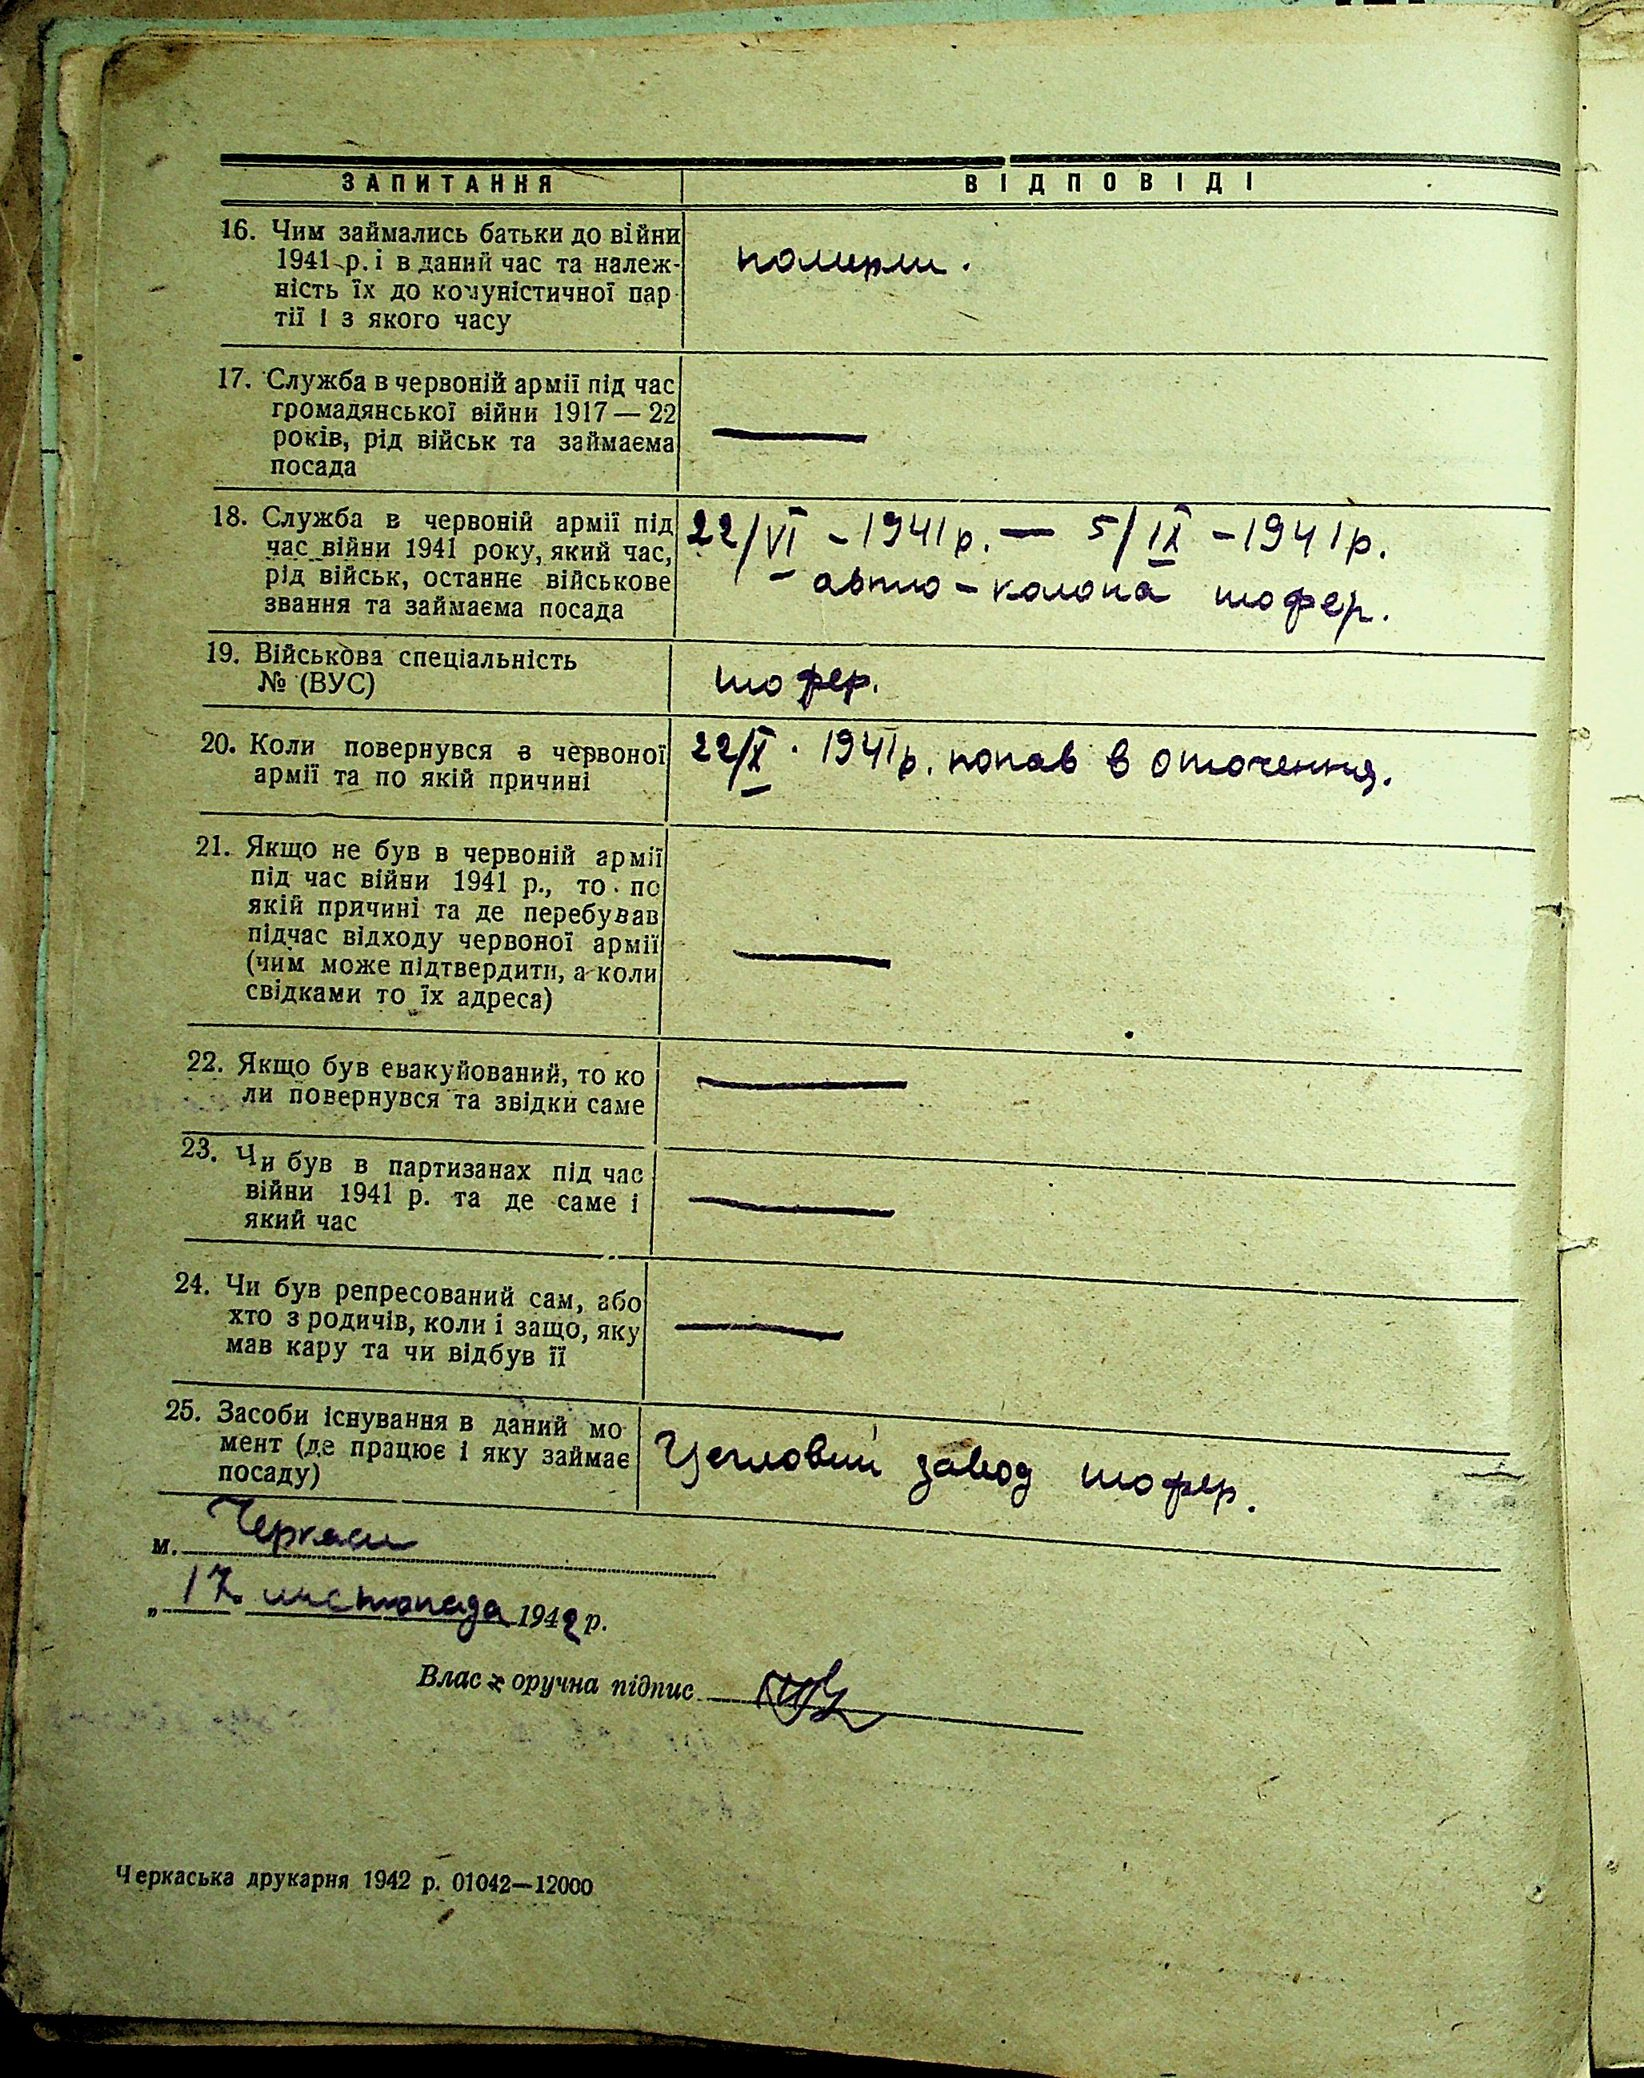 ЗАПИТАННЯ
ВІДПОВІДІ
16. Чим займались батьки до війни
1941 р. і в даний час та належ-
ність їх до комуністичної пар-
тії і з якого часу
помирли.
17. Служба в червоній армії під час
громадянської війни 1917 — 22
років, рід військ та займаєма
посада
—
18. Служба в червоній армії під
час війни 1941 року, який час,
рід військ, останнє військове
звання та займаєма посада
22/VI - 1941 р. — 5/IX - 1941 р.
авто - колона шофер.
19. Військова спеціальність
№ (ВУС)
шофер.
20. Коли повернувся з червоної
армії та по якій причині
22/X. 1941 р. попав в оточення.
21. Якщо не був в червоній армії
під час війни 1941 р., то по
якій причині та де перебував
підчас відходу червоної армії
(чим може підтвердити, а коли
свідками то їх адреса)
—
22. Якщо був евакуйований, то ко
ли повернувся та звідки саме
—
23. Чи був в партизанах під час
війни 1941 р. та де саме і
який час
—
24. Чи був репресований сам, або
хто з родичів, коли і защо, яку
мав кару та чи відбув її
—
25. Засоби існування в даний мо
мент (де працює і яку займає
посаду)
Цегловий завод шофер.
м. Черкаси
„ 17 листопада 1942 р.
Влас оручна підпис
Черкаська друкарня 1942 р. 01042—12000